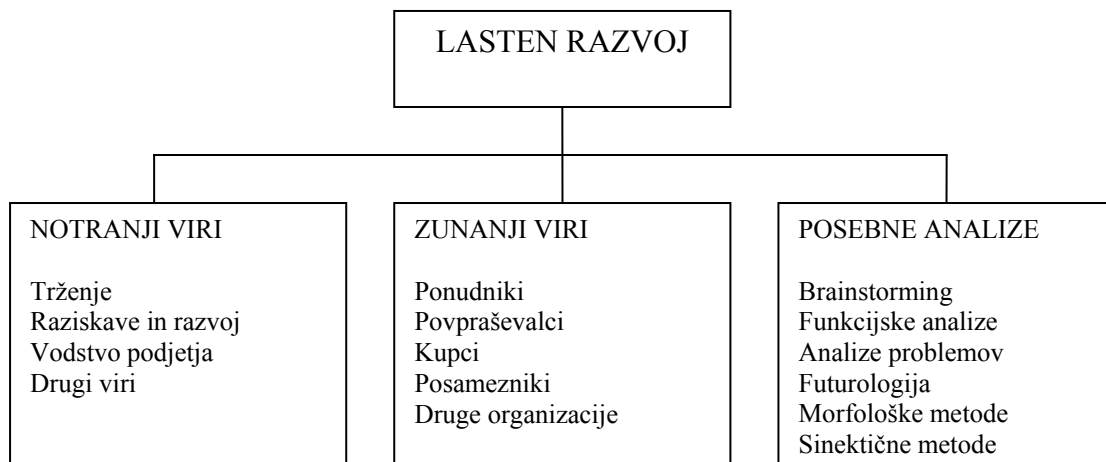 LASTEN RAZVOJ
NOTRANJI VIRI
Trženje
Raziskave in razvoj
Vodstvo podjetja
Drugi viri
ZUNANJI VIRI
Ponudniki
Povpraševalci
Kupci
Posamezniki
Druge organizacije
POSEBNE ANALIZE
Brainstorming
Funkcijske analize
Analize problemov
Futurologija
Morfološke metode
Sinektične metode